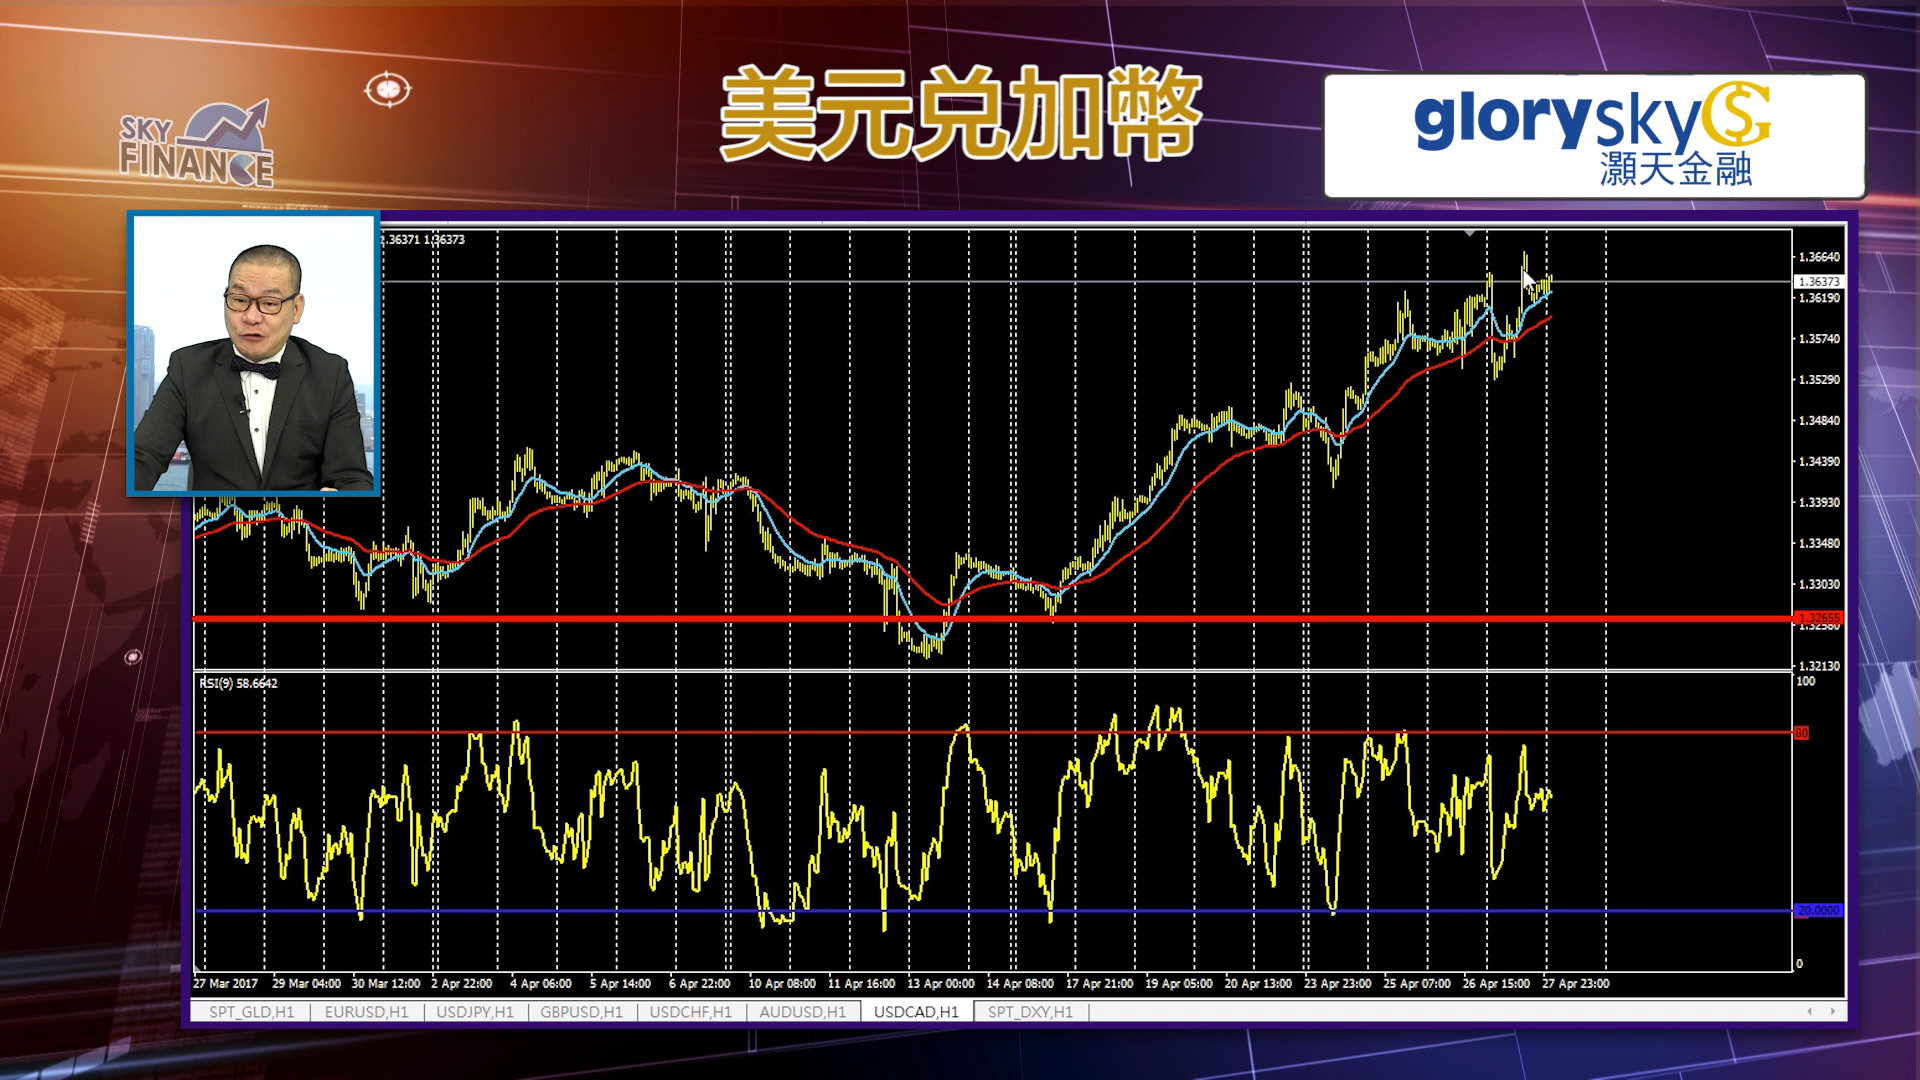 美元兑加幣
SKY
FINANCE
glorysky
灝天金融
1.36371 1.36373
1.36640
1.36373
1.36190
1.35740
1.35290
1.34840
1.34390
1.33930
1.33480
1.33030
1.32655
1.32580
1.32130
RSI(9) 58.6642
100
80
20.0000
0
27 Mar 2017 29 Mar 04:00 30 Mar 12:00 2 Apr 22:00 4 Apr 06:00 5 Apr 14:00 6 Apr 22:00 10 Apr 08:00 11 Apr 16:00 13 Apr 00:00 14 Apr 08:00 17 Apr 21:00 19 Apr 05:00 20 Apr 13:00 23 Apr 23:00 25 Apr 07:00 26 Apr 15:00 27 Apr 23:00
SPT_GLD,H1 EURUSD,H1 USDJPY,H1 GBPUSD,H1 USDCHF,H1 AUDUSD,H1 USDCAD,H1 SPT_DXY,H1